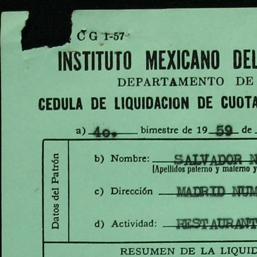 C G 1-57
INSTITUTO MEXICANO DEL
DEPARTAMENTO DE
CEDULA DE LIQUIDACION DE CUOTA
a) 4o. bimestre de 19 59 de
Datos del Patrón
b) Nombre: SALVADOR N
(Apellidos paterno y materno y
c) Dirección MADRID NUM
d) Actividad: RESTAURANT
RESUMEN DE LA LIQUID